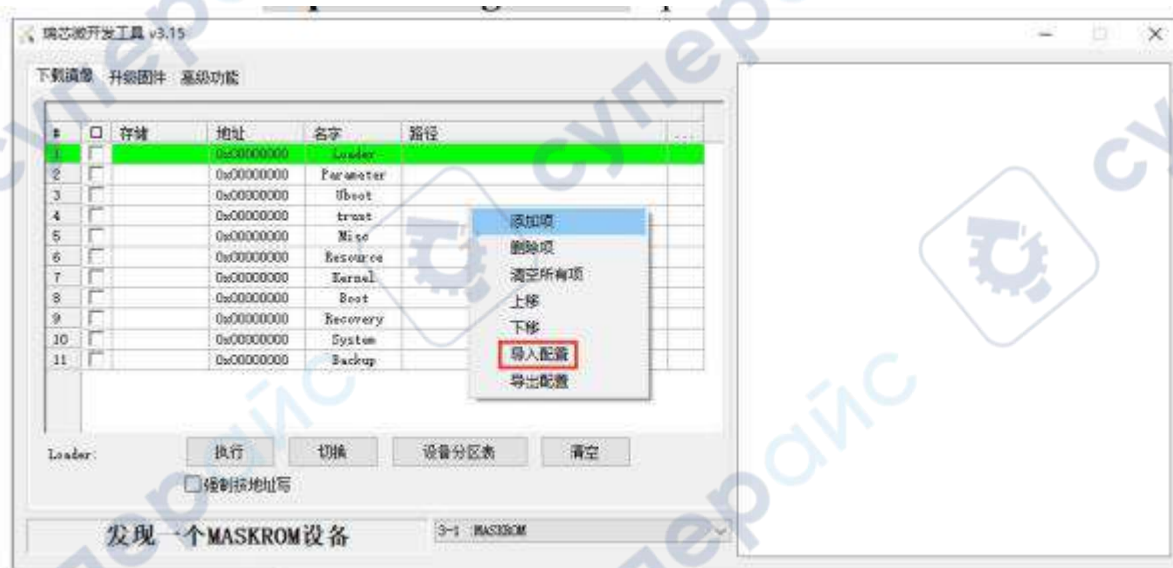 瑞芯微开发工具 v3.15
下载镜像 升级固件 高级功能
# 存储 地址 名字 路径 ...
1 0x00000000 Loader
2 0x00000000 Parameter
3 0x00000000 Uboot
4 0x00000000 trust
5 0x00000000 Misc
6 0x00000000 Resource
7 0x00000000 Kernel
8 0x00000000 Boot
9 0x00000000 Recovery
10 0x00000000 System
11 0x00000000 Backup
添加项
删除项
清空所有项
上移
下移
导入配置
导出配置
Loader:
执行 切换 设备分区表 清空
强制按地址写
发现一个MASKROM设备 3-1 :MASKROM
суперайс